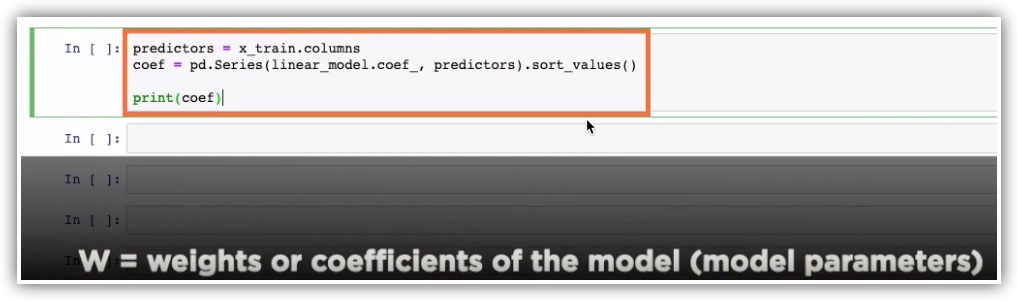 In [ ]: predictors = x_train.columns
coef = pd.Series(linear_model.coef_, predictors).sort_values()
print(coef)
In [ ]:
In [ ]:
In [ ]:
In
W = weights or coefficients of the model (model parameters)